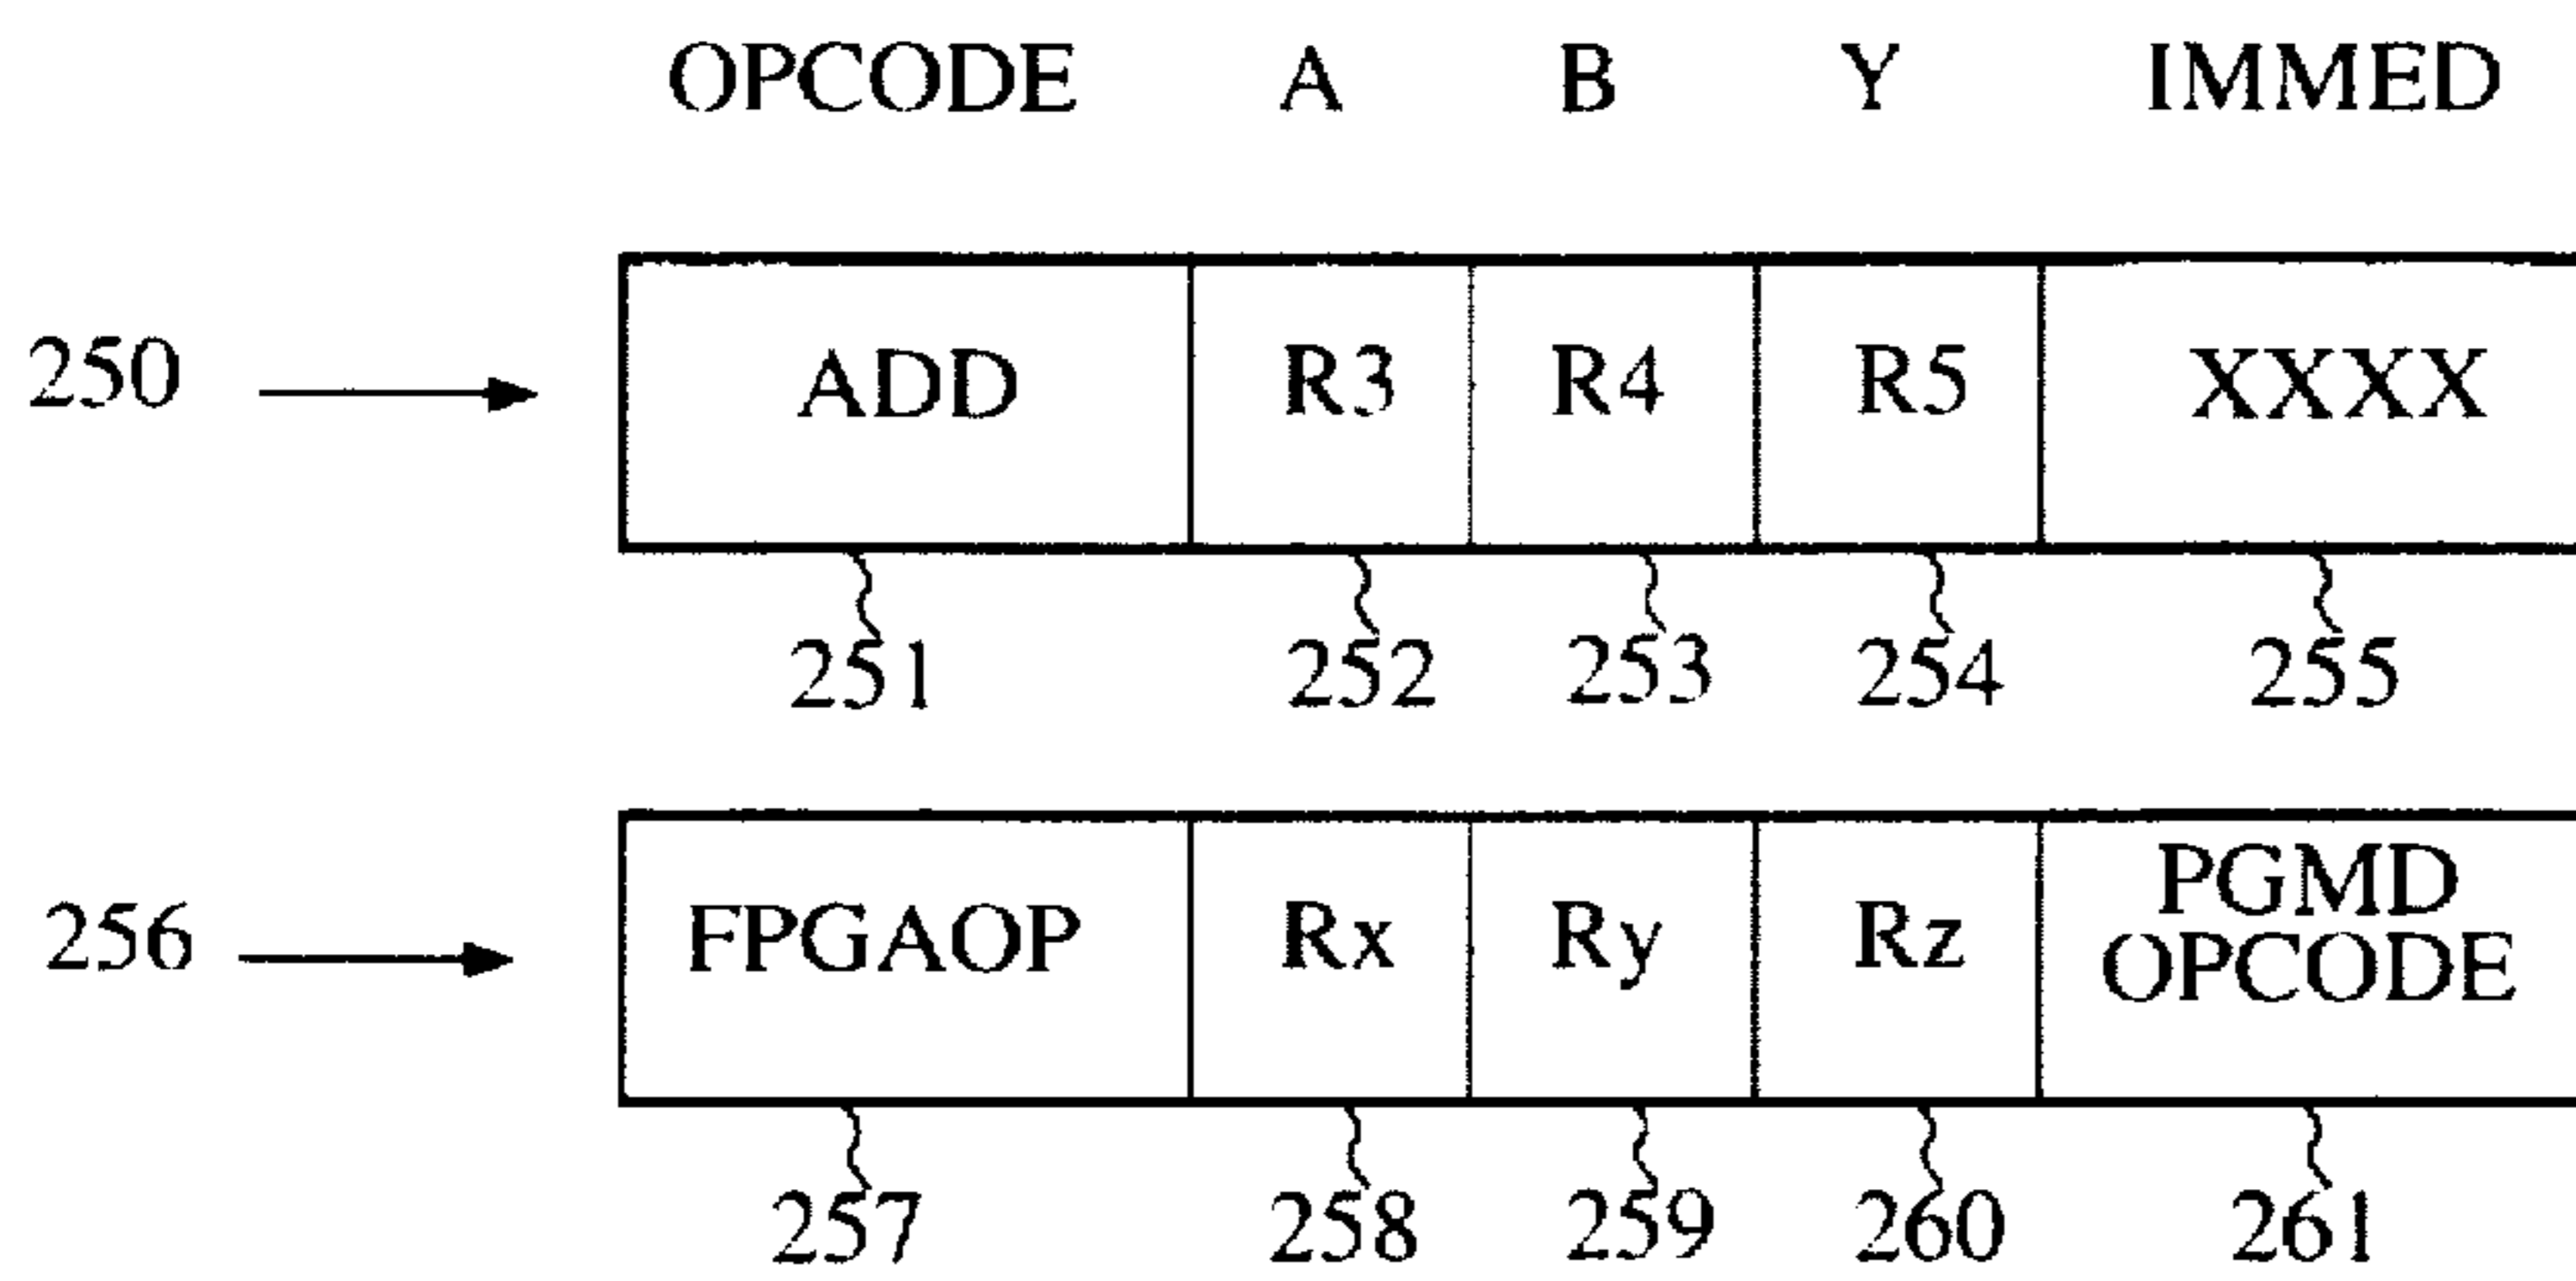 OPCODE A B Y IMMED
250 ADD R3 R4 R5 XXXX
251 252 253 254 255
256 FPGAOP Rx Ry Rz PGMD
OPCODE
257 258 259 260 261